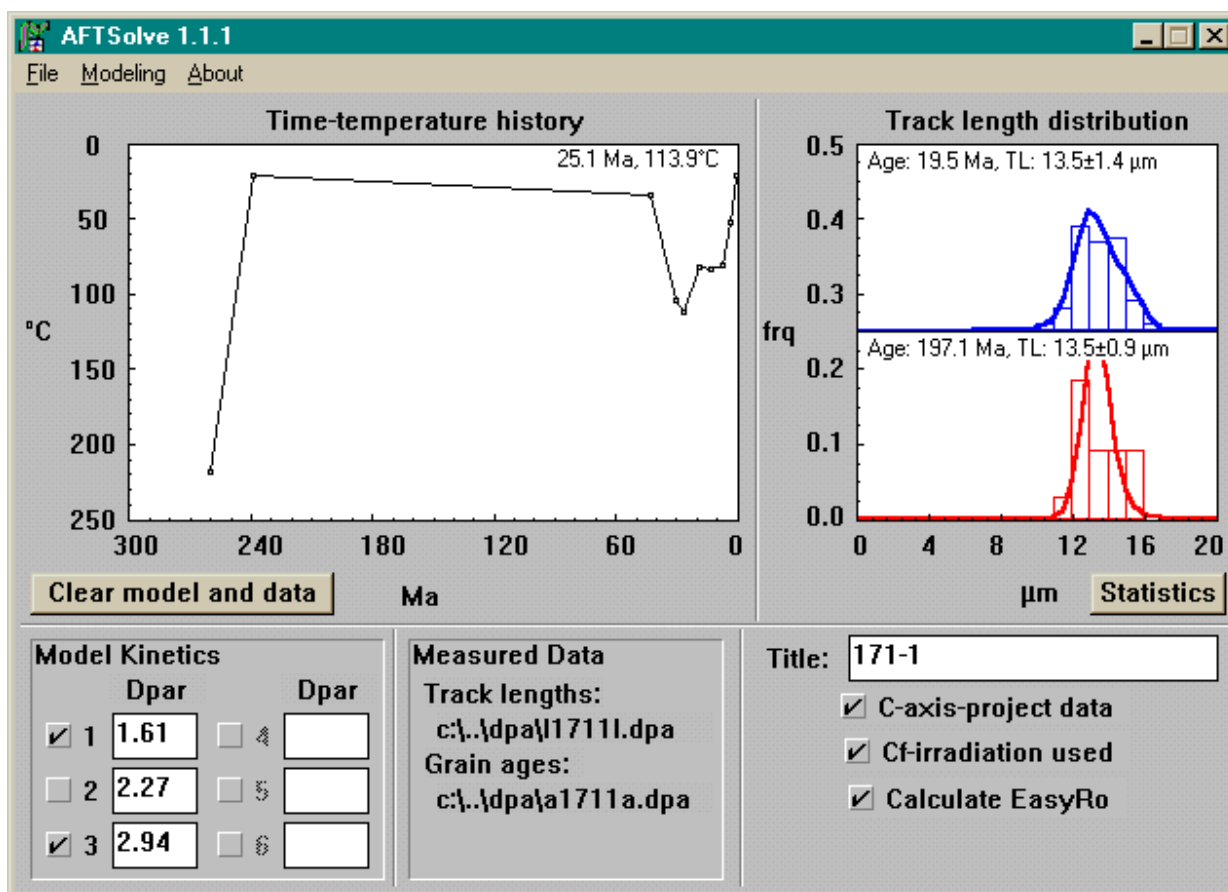 AFTSolve 1.1.1
File Modeling About
Time-temperature history
25.1 Ma, 113.9°C
0
50
100
°C
150
200
250
300 240 180 120 60 0
Clear model and data
Ma
Track length distribution
0.5
Age: 19.5 Ma, TL: 13.5±1.4 µm
0.4
0.3
frq
Age: 197.1 Ma, TL: 13.5±0.9 µm
0.2
0.1
0.0
0 4 8 12 16 20
µm
Statistics
Model Kinetics
Dpar Dpar
1 1.61 4
2 2.27 5
3 2.94 6
Measured Data
Track lengths:
c:\..\dpa\l1711l.dpa
Grain ages:
c:\..\dpa\a1711a.dpa
Title: 171-1
C-axis-project data
Cf-irradiation used
Calculate EasyRo